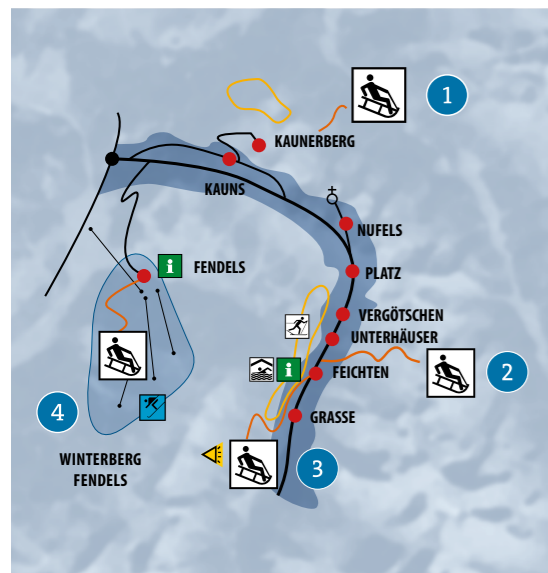 1
KAUNERBERG
KAUNS
NUFELS
i
FENDELS
PLATZ
VERGÖTSCHEN
UNTERHÄUSER
i
FEICHTEN
2
4
GRASSE
WINTERBERG
FENDELS
3